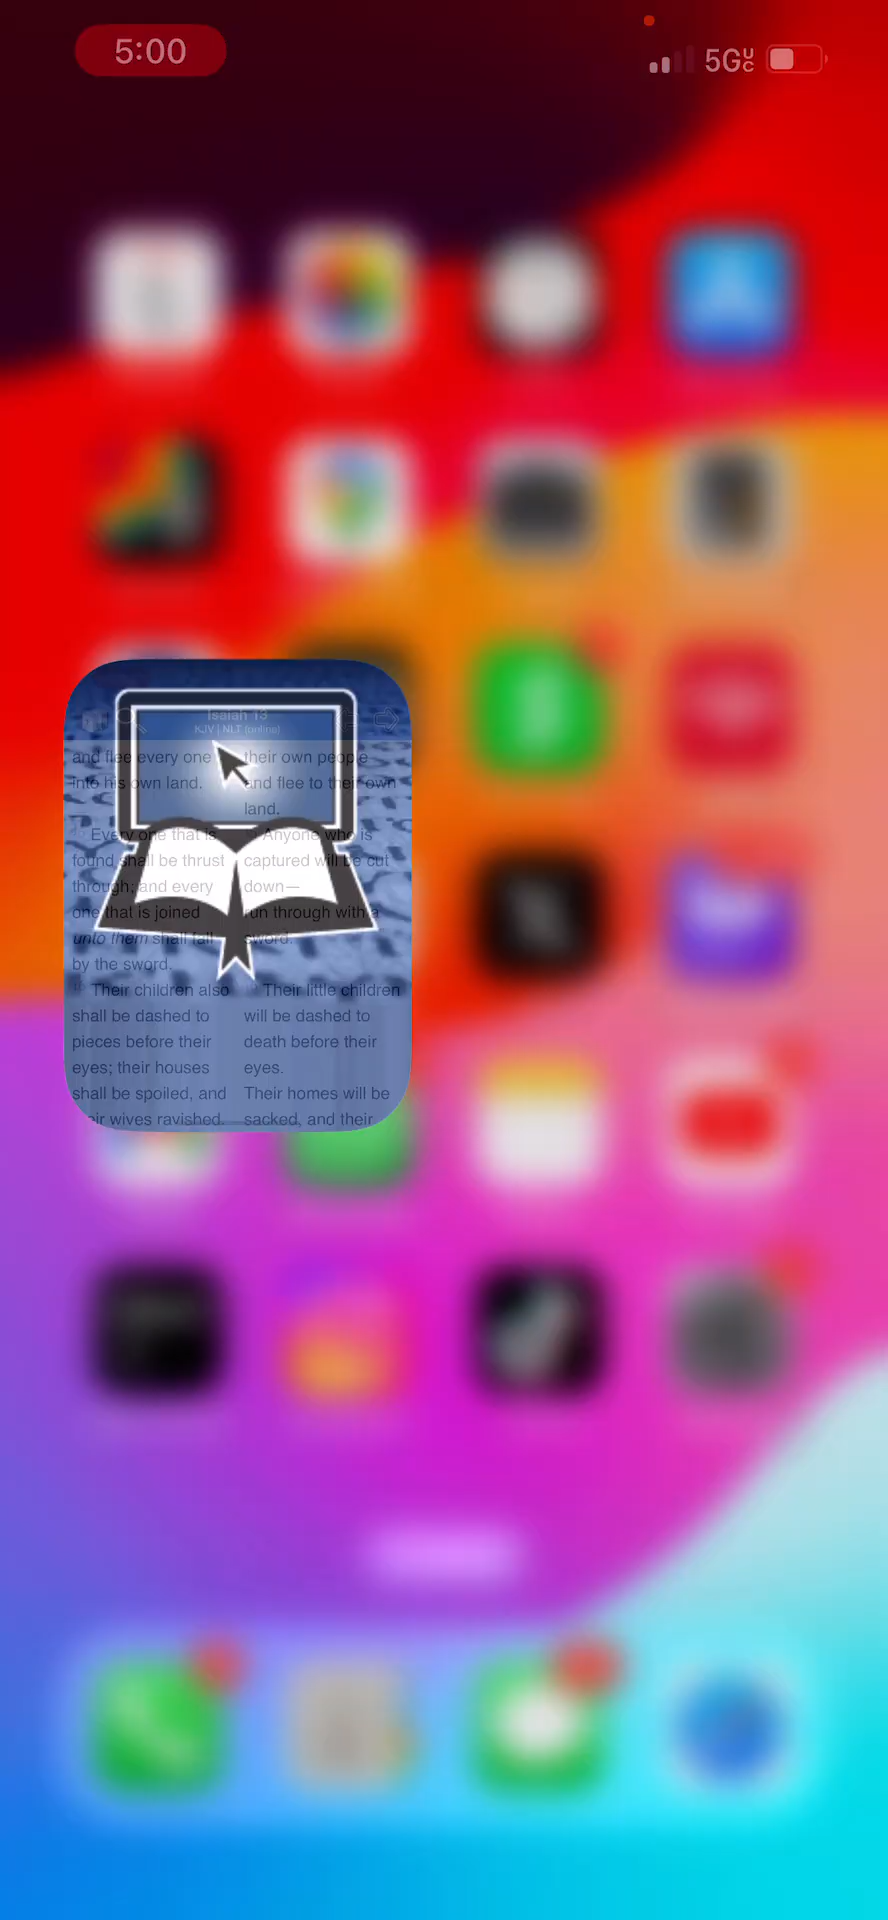 5:00
5GUC
Isaiah 13
KJV | NLT (online)
and flee every one
into his own land.
Every one that is
found shall be thrust
through; and every
one that is joined
unto them shall fall
by the sword.
Their children also
shall be dashed to
pieces before their
eyes; their houses
shall be spoiled, and
eir wives ravished.
their own people
and flee to their own
land.
Anyone who is
captured will be cut
down—
run through with a
sword.
Their little children
will be dashed to
death before their
eyes.
Their homes will be
sacked, and their